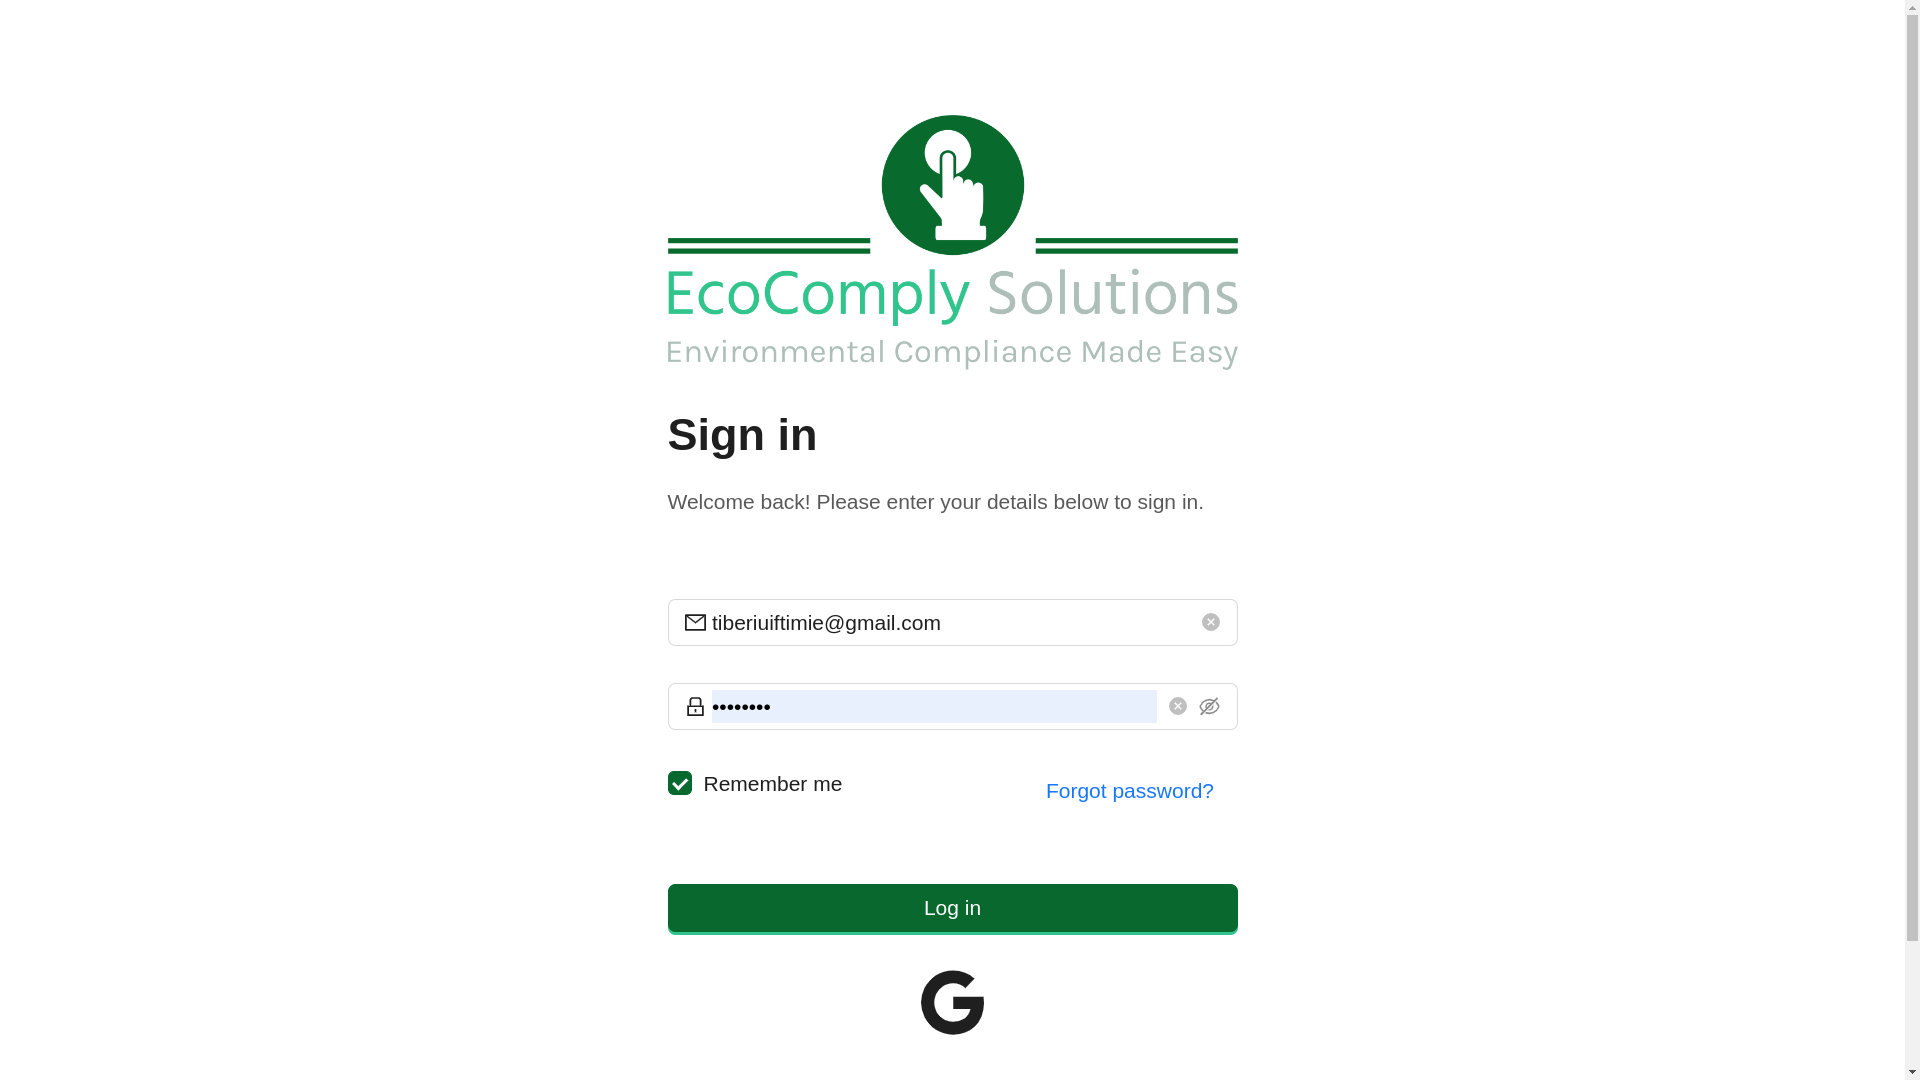 EcoComply Solutions
Environmental Compliance Made Easy
Sign in
Welcome back! Please enter your details below to sign in.
tiberiuiftimie@gmail.com
••••••••
Remember me
Forgot password?
Log in
G